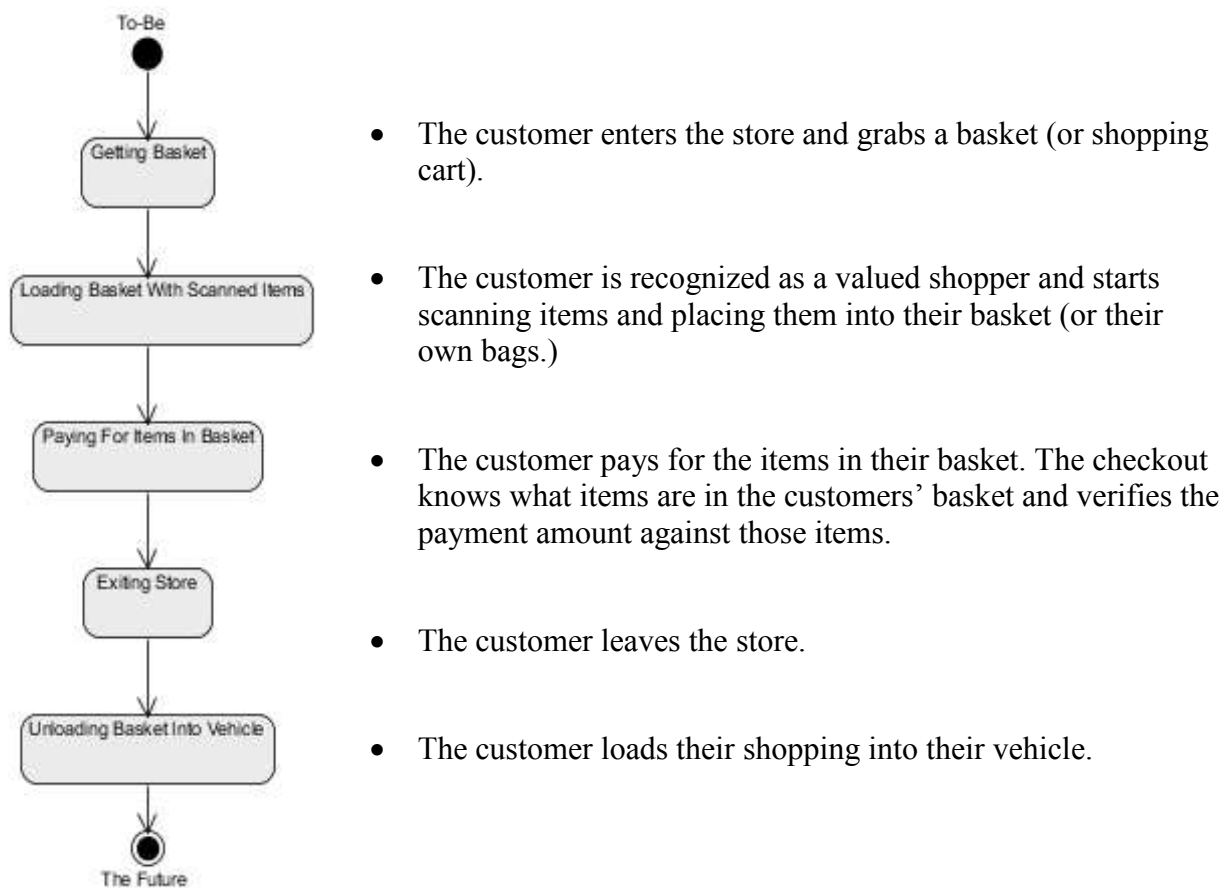 To-Be
Getting Basket
• The customer enters the store and grabs a basket (or shopping
cart).
Loading Basket With Scanned Items
• The customer is recognized as a valued shopper and starts
scanning items and placing them into their basket (or their
own bags.)
Paying For Items In Basket
• The customer pays for the items in their basket. The checkout
knows what items are in the customers’ basket and verifies the
payment amount against those items.
Exiting Store
• The customer leaves the store.
Unloading Basket Into Vehicle
• The customer loads their shopping into their vehicle.
The Future